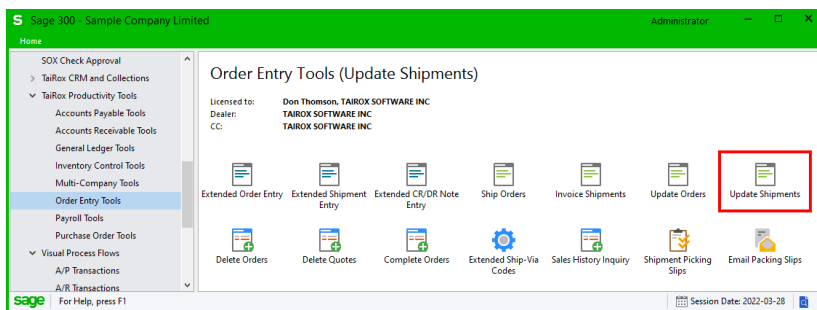 S Sage 300 - Sample Company Limited
Administrator
Home
SOX Check Approval
TaiRox CRM and Collections
TaiRox Productivity Tools
Accounts Payable Tools
Accounts Receivable Tools
General Ledger Tools
Inventory Control Tools
Multi-Company Tools
Order Entry Tools
Payroll Tools
Purchase Order Tools
Visual Process Flows
A/P Transactions
A/R Transactions
Order Entry Tools (Update Shipments)
Licensed to: Don Thomson, TAIROX SOFTWARE INC
Dealer: TAIROX SOFTWARE INC
CC: TAIROX SOFTWARE INC
Extended Order Entry
Extended Shipment
Entry
Extended CR/DR Note
Entry
Ship Orders
Invoice Shipments
Update Orders
Update Shipments
Delete Orders
Delete Quotes
Complete Orders
Extended Ship-Via
Codes
Sales History Inquiry
Shipment Picking
Slips
Email Packing Slips
sage For Help, press F1
Session Date: 2022-03-28